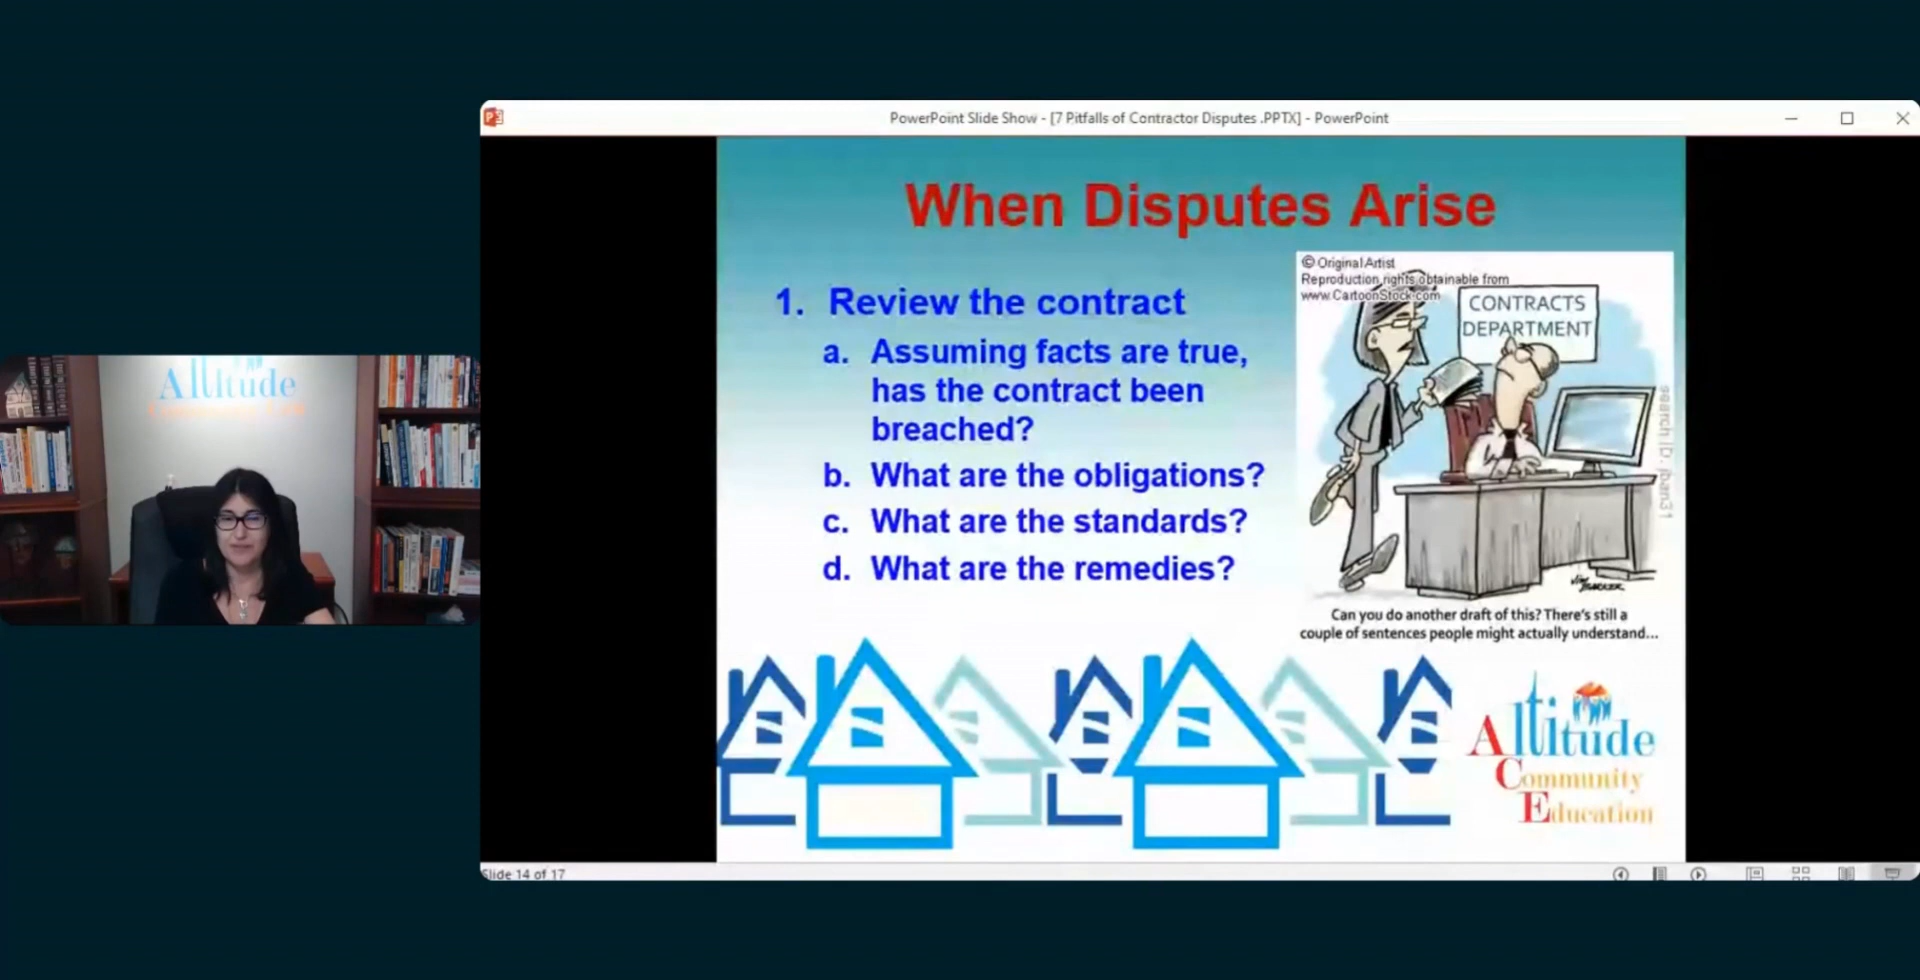 PowerPoint Slide Show - [7 Pitfalls of Contractor Disputes .PPTX] - PowerPoint
When Disputes Arise
1. Review the contract
a. Assuming facts are true,
has the contract been
breached?
b. What are the obligations?
c. What are the standards?
d. What are the remedies?
© Original Artist
Reproduction rights obtainable from
www.CartoonStock.com
CONTRACTS
DEPARTMENT
search ID: jban31
Can you do another draft of this? There's still a
couple of sentences people might actually understand...
Altitude
Community
Education
Altitude
Slide 14 of 17